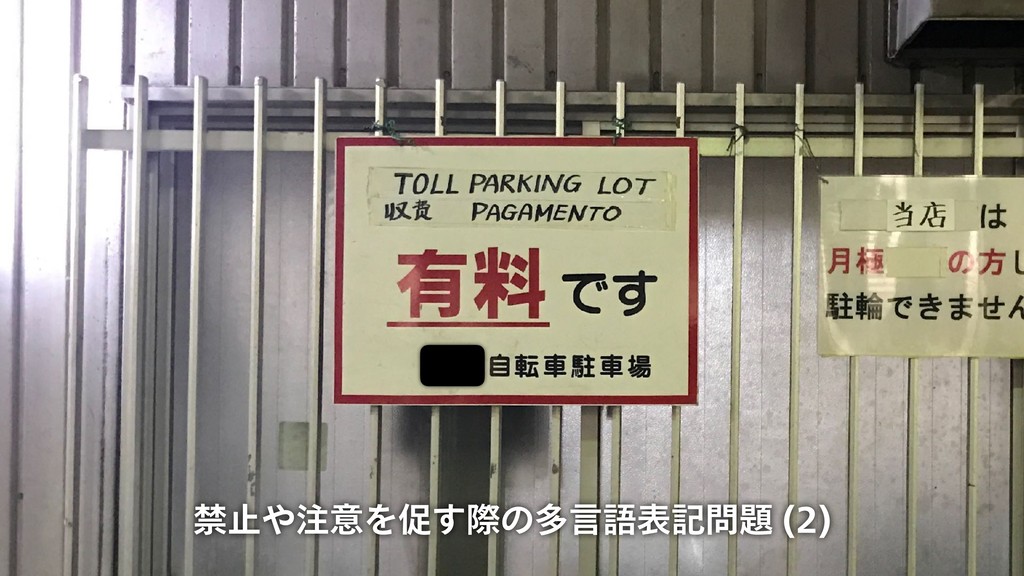 TOLL PARKING LOT
収费 PAGAMENTO
有料です
自転車駐車場
当店は
月極 の方し
駐輪できません
禁止や注意を促す際の多言語表記問題 (2)